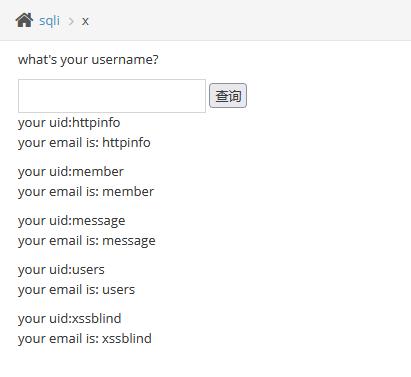 sqli > x
what's your username?
查询
your uid:httpinfo
your email is: httpinfo
your uid:member
your email is: member
your uid:message
your email is: message
your uid:users
your email is: users
your uid:xssblind
your email is: xssblind